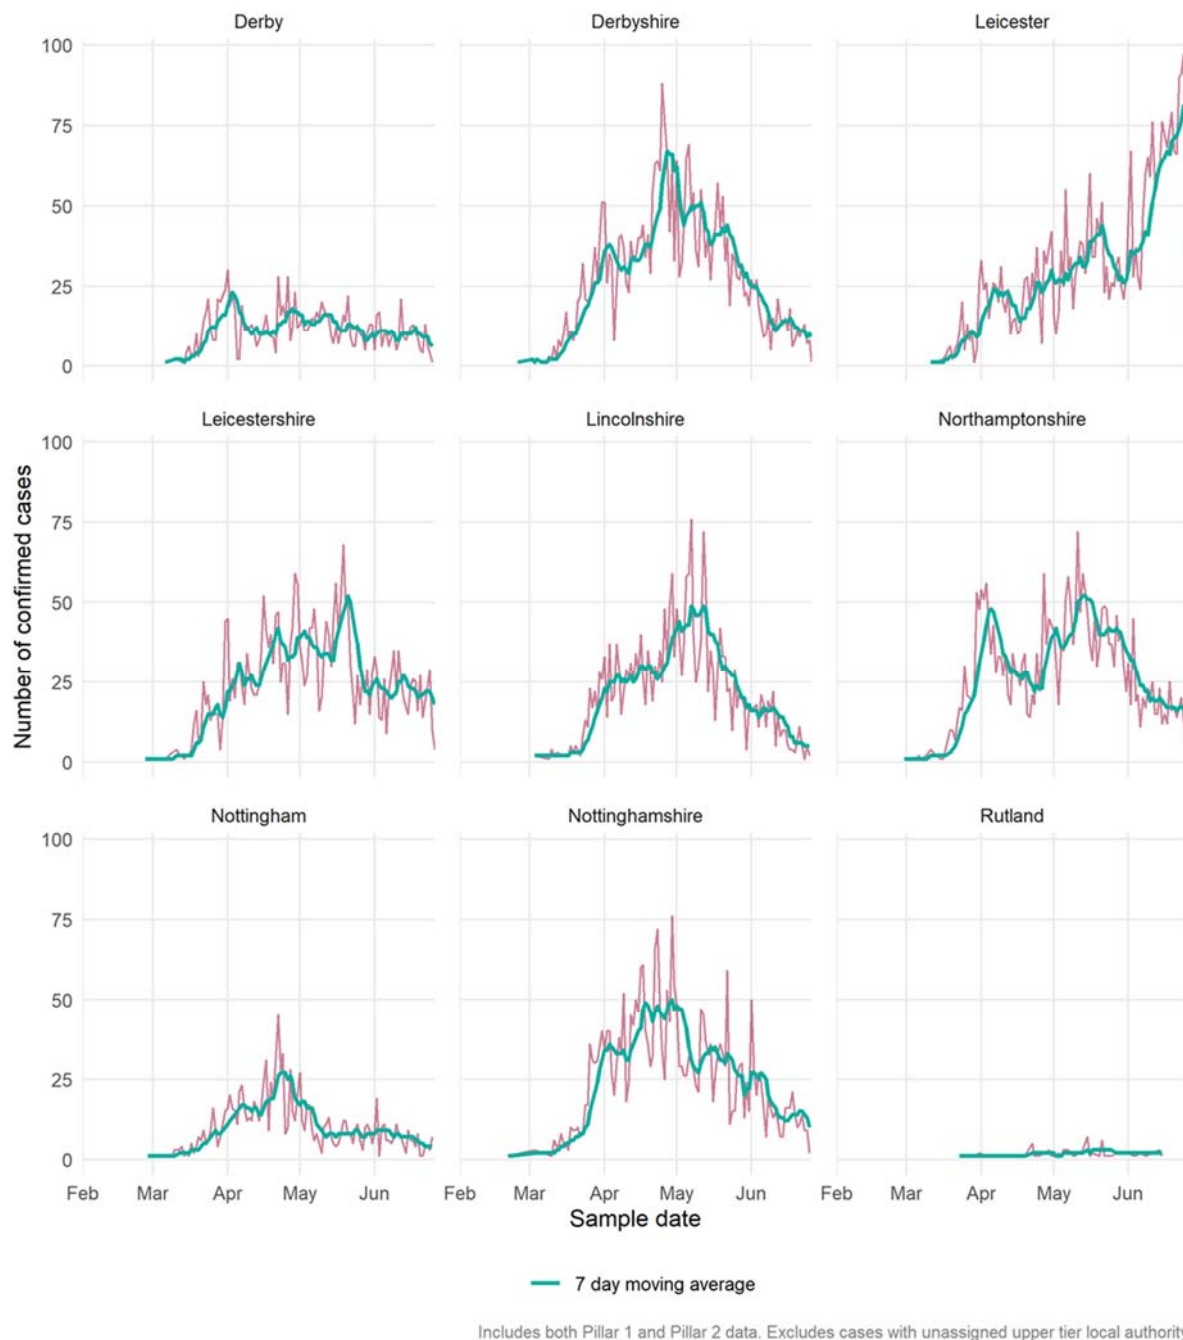 Derby Derbyshire Leicester
100
75
50
25
0
Leicestershire Lincolnshire Northamptonshire
100
75
50
25
0
Number of confirmed cases
Nottingham Nottinghamshire Rutland
100
75
50
25
0
Feb Mar Apr May Jun Feb Mar Apr May Jun Feb Mar Apr May Jun
Sample date
7 day moving average
Includes both Pillar 1 and Pillar 2 data. Excludes cases with unassigned upper tier local